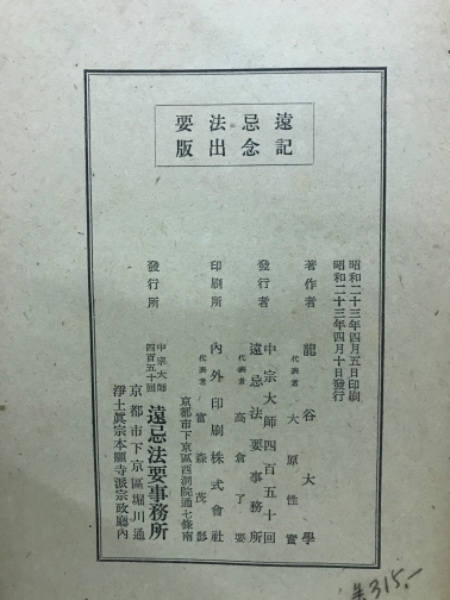 遠忌法要
記念出版
昭和二十三年四月五日印刷
昭和二十三年四月十日發行
著作者 龍谷大學
代表者 大原性實
發行者 中宗大師四百五十回
遠忌法要事務所
代表者 高倉了要
印刷所 內外印刷株式會社
代表者 富森茂彰
京都市下京區西洞院通七條南
發行所 中宗大師
四百五十回
遠忌法要事務所
京都市下京區堀川通
淨土眞宗本願寺派宗政廳內
315.-